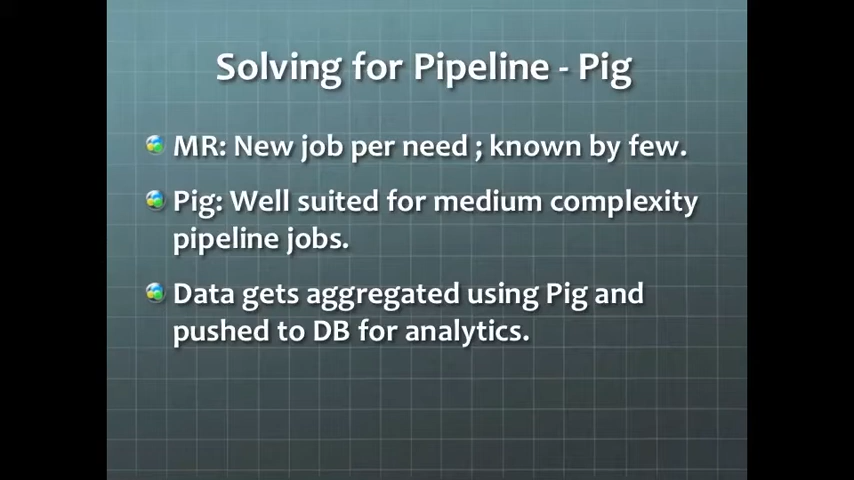 Solving for Pipeline - Pig
MR: New job per need ; known by few.
Pig: Well suited for medium complexity
pipeline jobs.
Data gets aggregated using Pig and
pushed to DB for analytics.